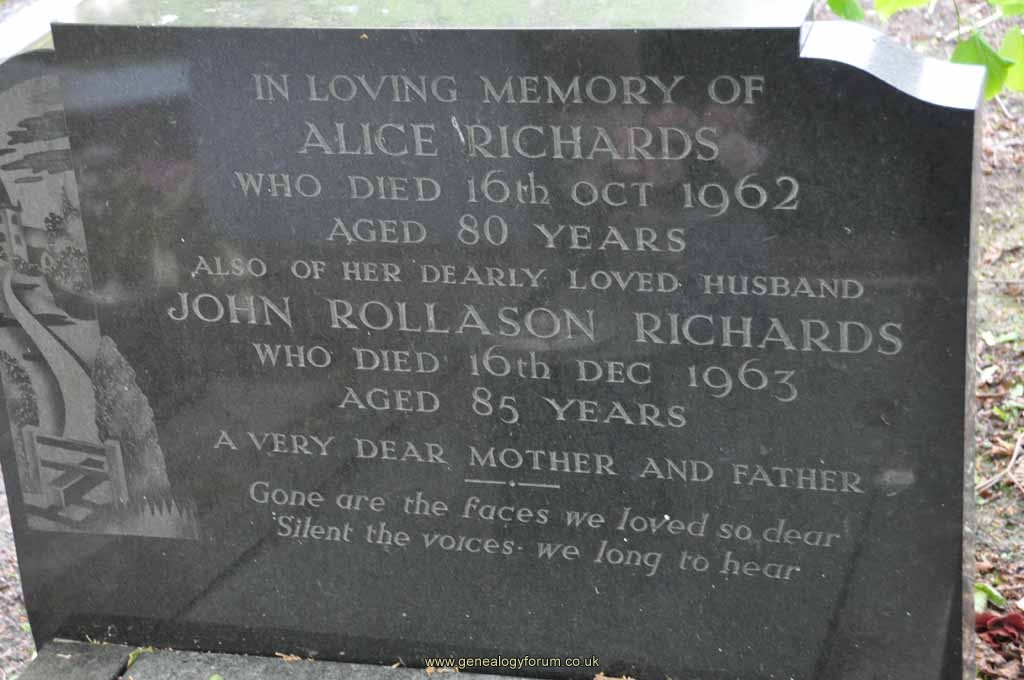 IN LOVING MEMORY OF
ALICE RICHARDS
WHO DIED 16th OCT 1962
AGED 80 YEARS
ALSO OF HER DEARLY LOVED HUSBAND
JOHN ROLLASON RICHARDS
WHO DIED 16th DEC 1963
AGED 85 YEARS
A VERY DEAR MOTHER AND FATHER
Gone are the faces we loved so dear
Silent the voices we long to hear
www.genealogyforum.co.uk